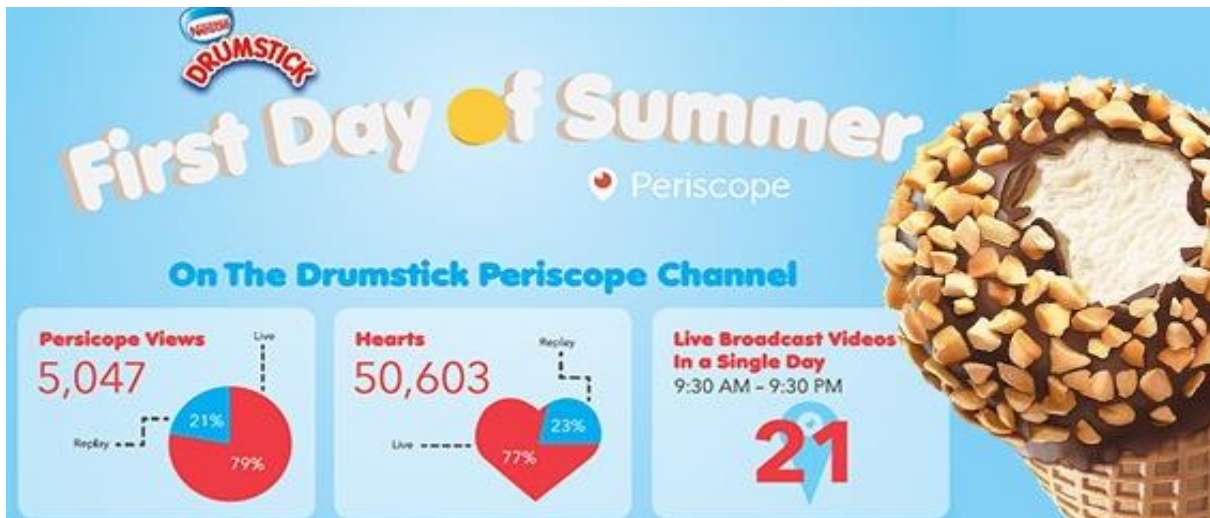 Nestlé
DRUMSTICK
First Day of Summer
Periscope
On The Drumstick Periscope Channel
Persicope Views
5,047
Live
Replay
21%
79%
Hearts
50,603
Replay
Live
23%
77%
Live Broadcast Videos
In a Single Day
9:30 AM – 9:30 PM
21